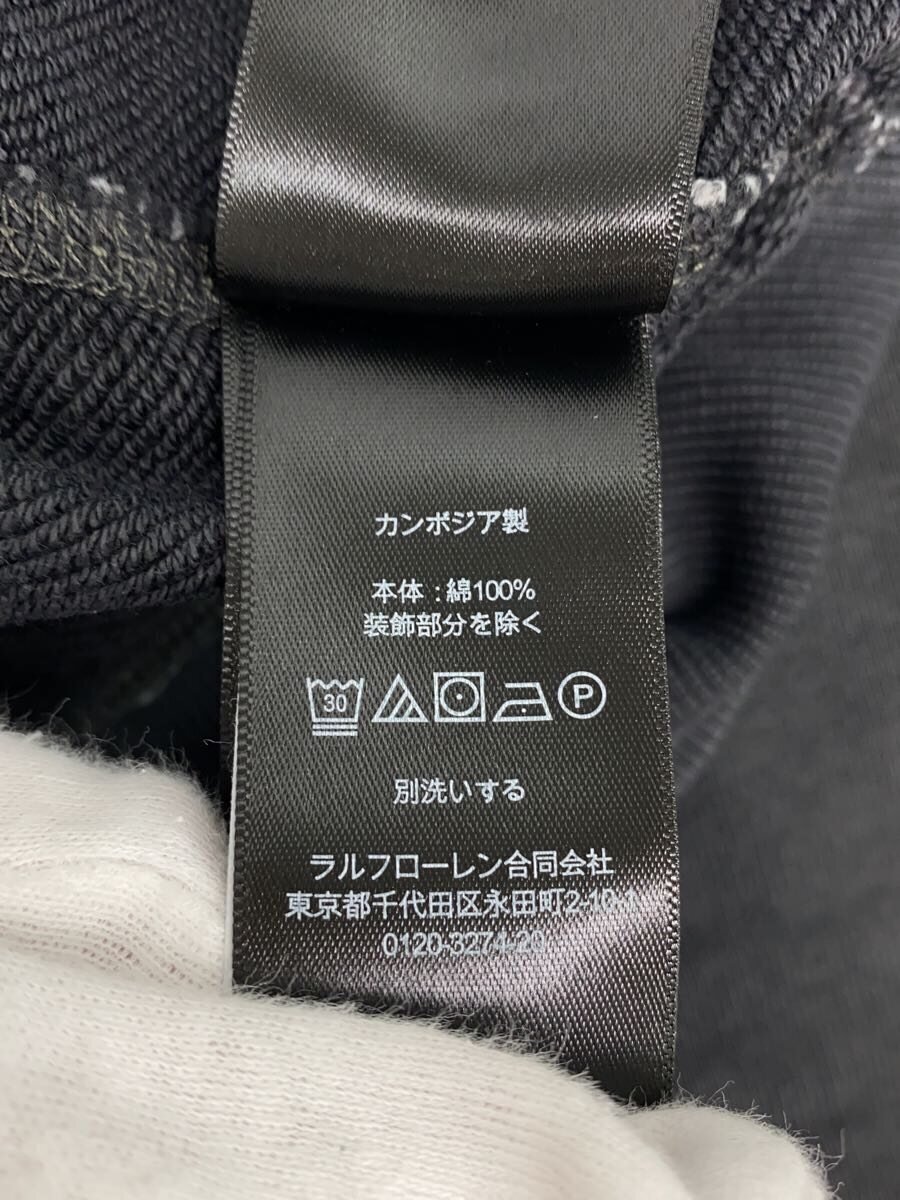 カンボジア製
本体 : 綿100%
装飾部分を除く
30
P
別洗いする
ラルフローレン合同会社
東京都千代田区永田町2-10-1
0120-3274-20